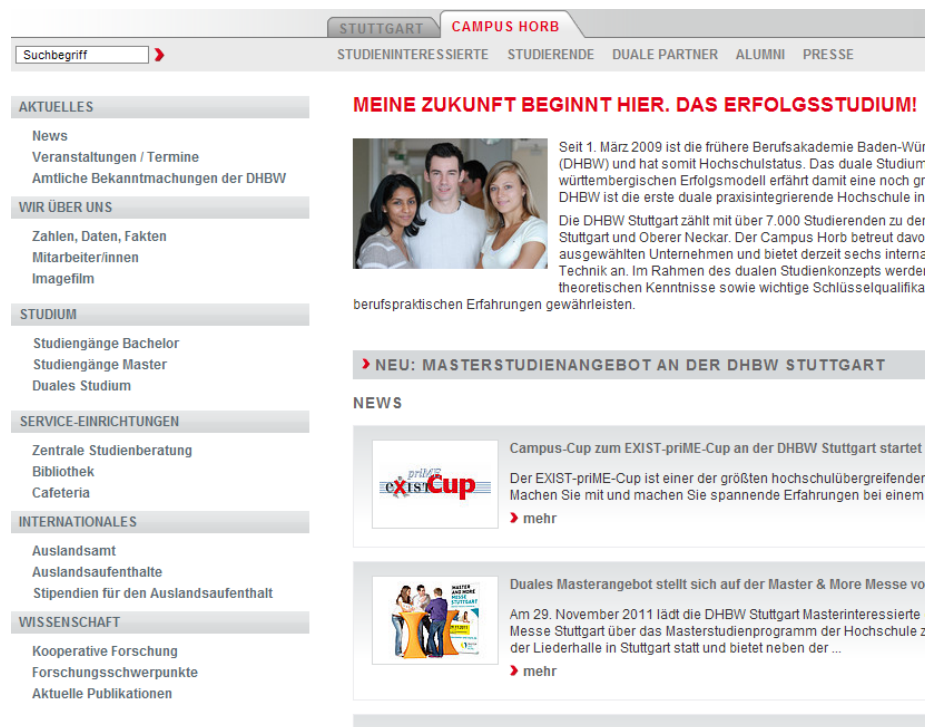 STUTTGART
CAMPUS HORB
Suchbegriff
STUDIENINTERESSIERTE STUDIERENDE DUALE PARTNER ALUMNI PRESSE
AKTUELLES
News
Veranstaltungen / Termine
Amtliche Bekanntmachungen der DHBW
WIR ÜBER UNS
Zahlen, Daten, Fakten
Mitarbeiter/innen
Imagefilm
STUDIUM
Studiengänge Bachelor
Studiengänge Master
Duales Studium
SERVICE-EINRICHTUNGEN
Zentrale Studienberatung
Bibliothek
Cafeteria
INTERNATIONALES
Auslandsamt
Auslandsaufenthalte
Stipendien für den Auslandsaufenthalt
WISSENSCHAFT
Kooperative Forschung
Forschungsschwerpunkte
Aktuelle Publikationen
MEINE ZUKUNFT BEGINNT HIER. DAS ERFOLGSSTUDIUM!
Seit 1. März 2009 ist die frühere Berufsakademie Baden-Wür
(DHBW) und hat somit Hochschulstatus. Das duale Studium
württembergischen Erfolgsmodell erfährt damit eine noch gr
DHBW ist die erste duale praxisintegrierende Hochschule in
Die DHBW Stuttgart zählt mit über 7.000 Studierenden zu der
Stuttgart und Oberer Neckar. Der Campus Horb betreut davo
ausgewählten Unternehmen und bietet derzeit sechs interna
Technik an. Im Rahmen des dualen Studienkonzepts werde
theoretischen Kenntnisse sowie wichtige Schlüsselqualifika
berufspraktischen Erfahrungen gewährleisten.
NEU: MASTERSTUDIENANGEBOT AN DER DHBW STUTTGART
NEWS
priME
exist Cup
Campus-Cup zum EXIST-priME-Cup an der DHBW Stuttgart startet
Der EXIST-priME-Cup ist einer der größten hochschulübergreifender
Machen Sie mit und machen Sie spannende Erfahrungen bei einem
mehr
MASTER
AND MORE
MESSE
STUTTGART
Duales Masterangebot stellt sich auf der Master & More Messe vo
Am 29. November 2011 lädt die DHBW Stuttgart Masterinteressierte
Messe Stuttgart über das Masterstudienprogramm der Hochschule z
der Liederhalle in Stuttgart statt und bietet neben der ...
mehr